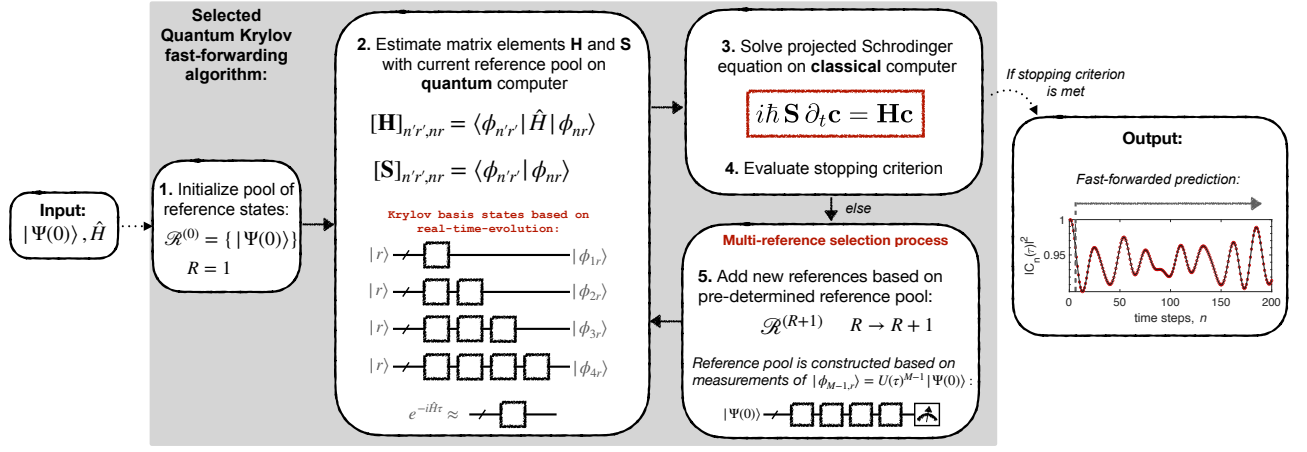 Selected
Quantum Krylov
fast-forwarding
algorithm:
Input:
|Ψ(0)⟩, Ĥ
1. Initialize pool of
reference states:
ℛ^(0) = { |Ψ(0)⟩}
R = 1
2. Estimate matrix elements H and S
with current reference pool on
quantum computer
[H]_{n′r′,nr} = ⟨ϕ_{n′r′}|Ĥ|ϕ_{nr}⟩
[S]_{n′r′,nr} = ⟨ϕ_{n′r′}|ϕ_{nr}⟩
Krylov basis states based on
real-time-evolution:
|r⟩ |ϕ_{1r}⟩
|r⟩ |ϕ_{2r}⟩
|r⟩ |ϕ_{3r}⟩
|r⟩ |ϕ_{4r}⟩
e^{−iĤτ} ≈
3. Solve projected Schrodinger
equation on classical computer
iħ S ∂_t c = Hc
4. Evaluate stopping criterion
else
Multi-reference selection process
5. Add new references based on
pre-determined reference pool:
ℛ^(R+1) R → R + 1
Reference pool is constructed based on
measurements of |ϕ_{M−1,r}⟩ = U(τ)^{M−1}|Ψ(0)⟩ :
|Ψ(0)⟩
If stopping criterion
is met
Output:
Fast-forwarded prediction:
|C_n(τ)|²
1
0.95
0 50 100 150 200
time steps, n